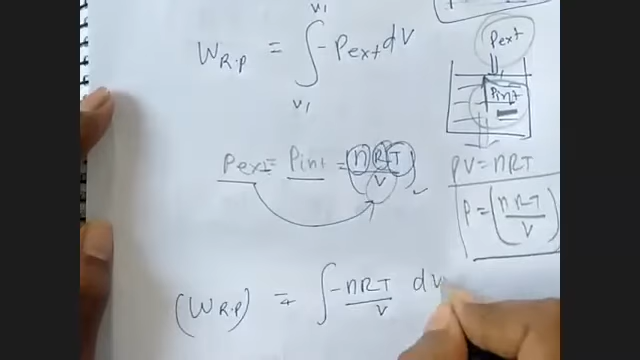 W R.P = ∫ V1 V1 - Pext dV
Pext = Pint = nRT/V
(W R.P) = ∫ -nRT/V dV
Pext
Pint
PV = nRT
P = (nRT/V)